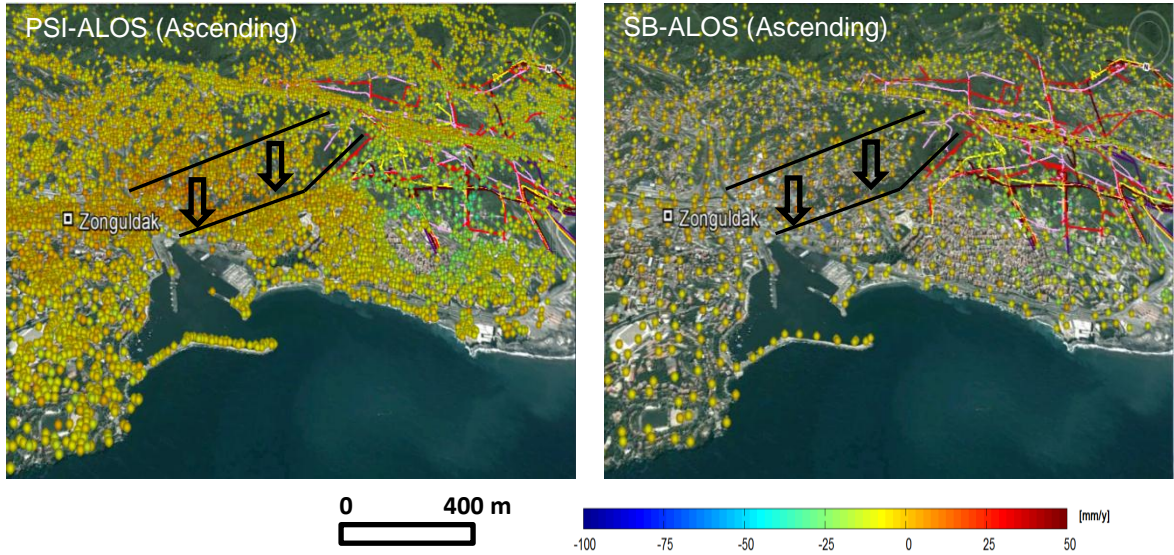 PSI-ALOS (Ascending)
SB-ALOS (Ascending)
N
N
Zonguldak
Zonguldak
0 400 m
[mm/y]
-100 -75 -50 -25 0 25 50